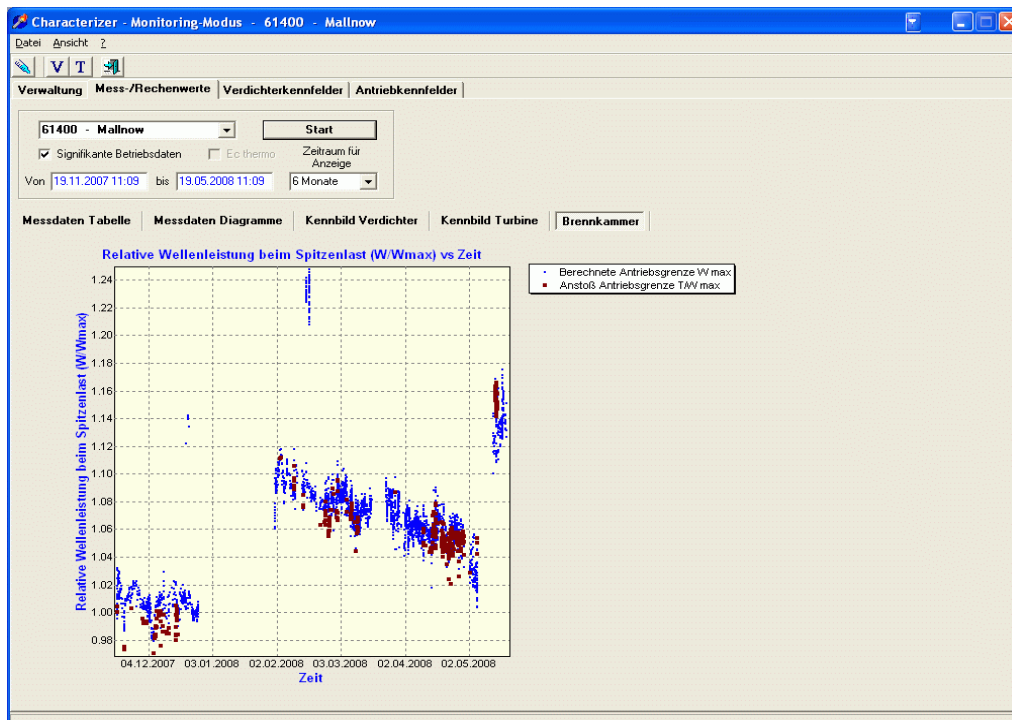 Characterizer - Monitoring-Modus - 61400 - Mallnow
Datei Ansicht ?
V T
Verwaltung Mess-/Rechenwerte Verdichterkennfelder Antriebkennfelder
61400 - Mallnow Start
Signifikante Betriebsdaten Ec thermo Zeitraum für
Anzeige
Von 19.11.2007 11:09 bis 19.05.2008 11:09 6 Monate
Messdaten Tabelle Messdaten Diagramme Kennbild Verdichter Kennbild Turbine Brennkammer
Relative Wellenleistung beim Spitzenlast (W/Wmax) vs Zeit
Berechnete Antriebsgrenze W max
Anstoß Antriebsgrenze T/W max
Relative Wellenleistung beim Spitzenlast (W/Wmax)
1.24
1.22
1.20
1.18
1.16
1.14
1.12
1.10
1.08
1.06
1.04
1.02
1.00
0.98
04.12.2007 03.01.2008 02.02.2008 03.03.2008 02.04.2008 02.05.2008
Zeit